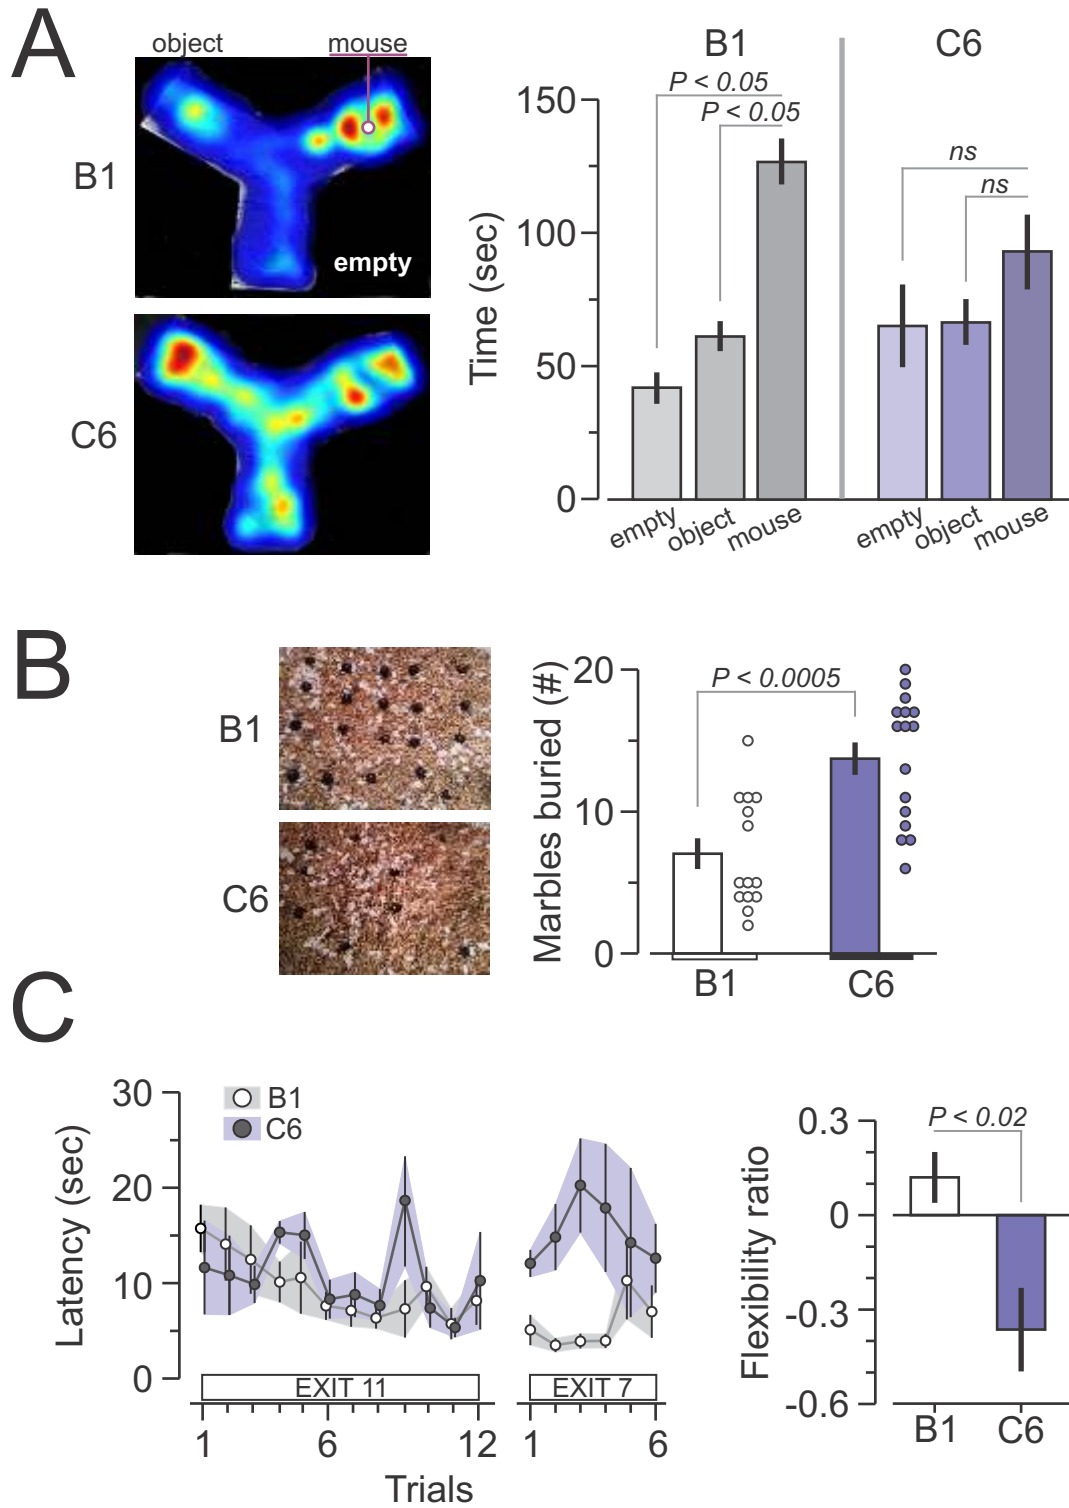 A
object mouse
B1
empty
C6
B1 C6
P < 0.05
P < 0.05
ns
ns
Time (sec)
150
100
50
0
empty object mouse empty object mouse
B
B1
C6
Marbles buried (#)
20
10
0
P < 0.0005
B1 C6
C
Latency (sec)
30
20
10
0
B1
C6
EXIT 11 EXIT 7
1 6 12 1 6
Trials
Flexibility ratio
0.3
0
-0.3
-0.6
P < 0.02
B1 C6